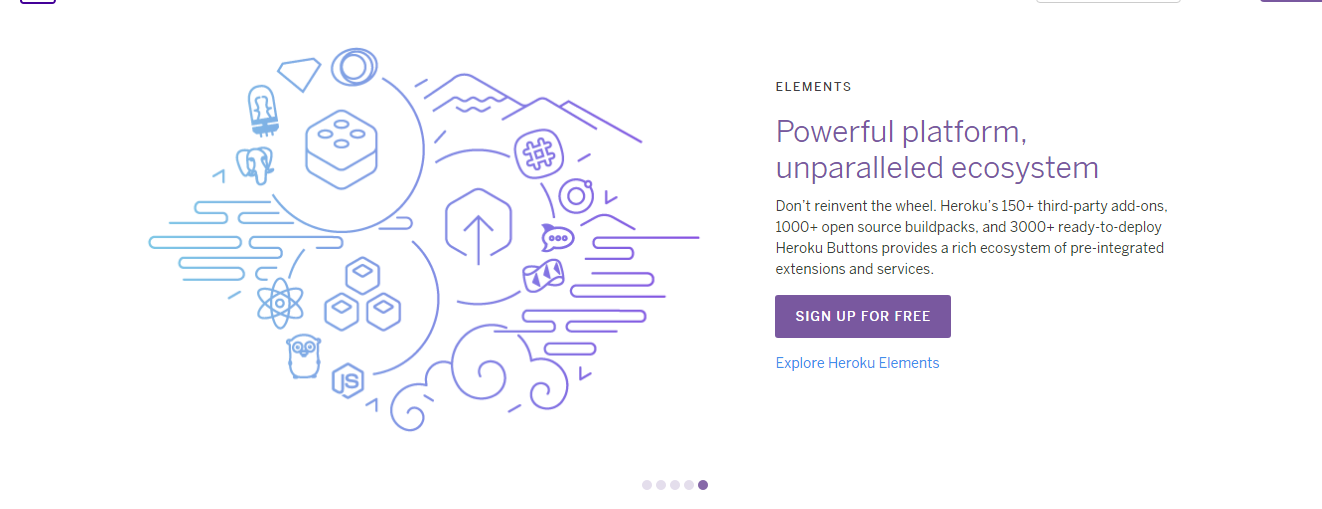 ELEMENTS
Powerful platform,
unparalleled ecosystem
Don’t reinvent the wheel. Heroku’s 150+ third-party add-ons,
1000+ open source buildpacks, and 3000+ ready-to-deploy
Heroku Buttons provides a rich ecosystem of pre-integrated
extensions and services.
SIGN UP FOR FREE
Explore Heroku Elements
JS